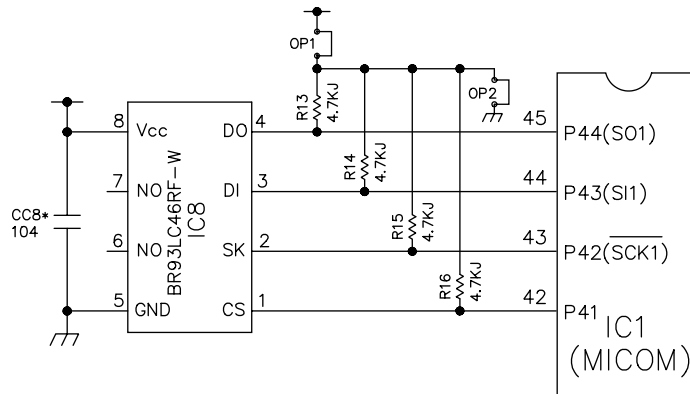 OP1
OP2
R13
4.7KJ
R14
4.7KJ
R15
4.7KJ
R16
4.7KJ
8 Vcc DO 4
7 NO DI 3
6 NO SK 2
5 GND CS 1
BR93LC46RF-W
IC8
CC8*
104
45 P44(SO1)
44 P43(SI1)
43 P42(SCK1)
42 P41
IC1
(MICOM)